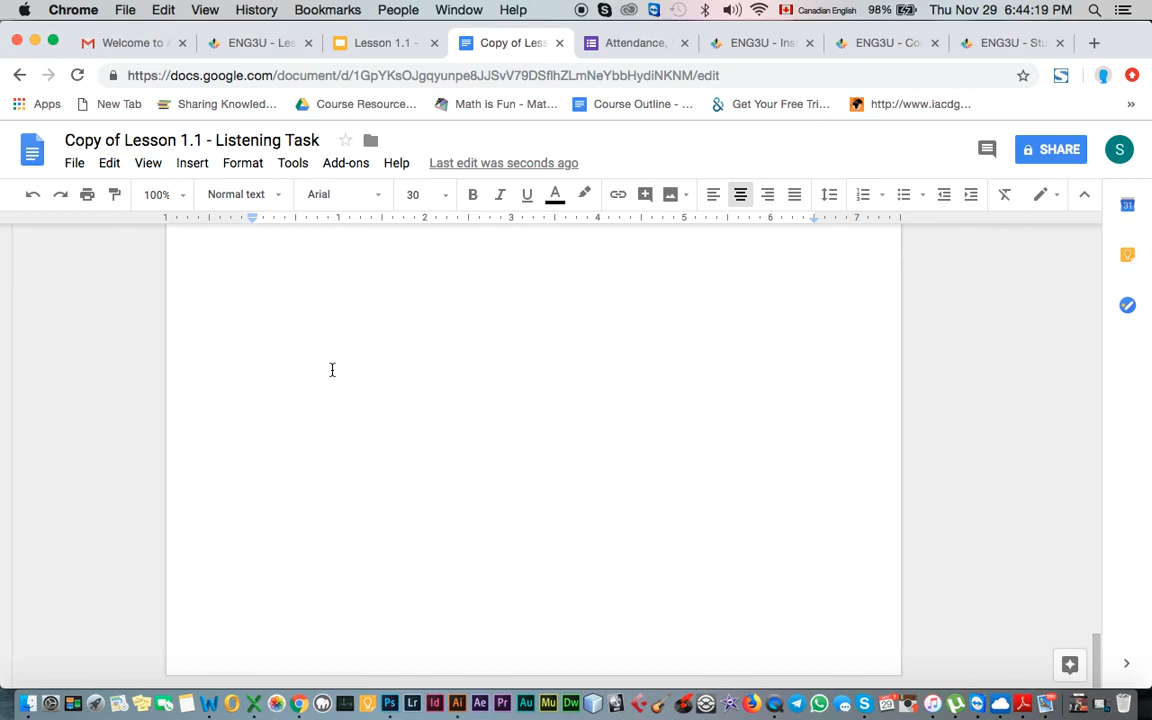 Chrome File Edit View History Bookmarks People Window Help Canadian English 98% Thu Nov 29 6:44:19 PM
Welcome to ENG3U - Les Lesson 1.1 - Copy of Less Attendance, ENG3U - Ins ENG3U - Co ENG3U - Stu
https://docs.google.com/document/d/1GpYKsOJgqyunpe8JJSvV79DSflhZLmNeYbbHydiNKNM/edit
Apps New Tab Sharing Knowled... Course Resource... Math is Fun - Mat... Course Outline - ... Get Your Free Tri... http://www.iacdg... »
Copy of Lesson 1.1 - Listening Task
SHARE S
File Edit View Insert Format Tools Add-ons Help Last edit was seconds ago
100% Normal text Arial 30 B I U A
1 1 2 3 4 5 6 7
31